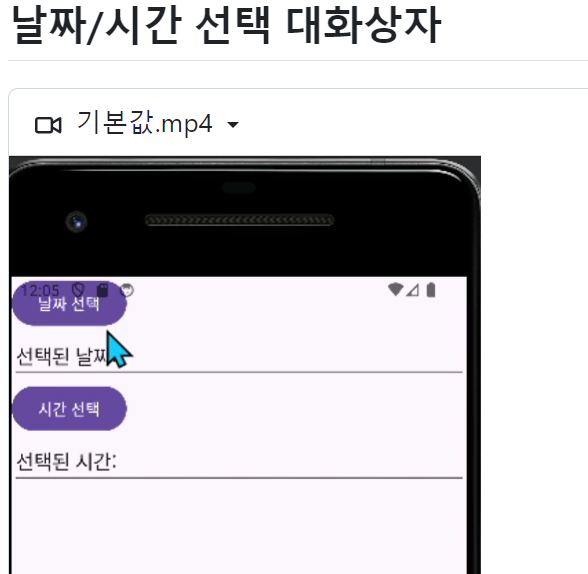 날짜/시간 선택 대화상자
기본값.mp4
12:05
날짜 선택
선택된 날짜
시간 선택
선택된 시간: